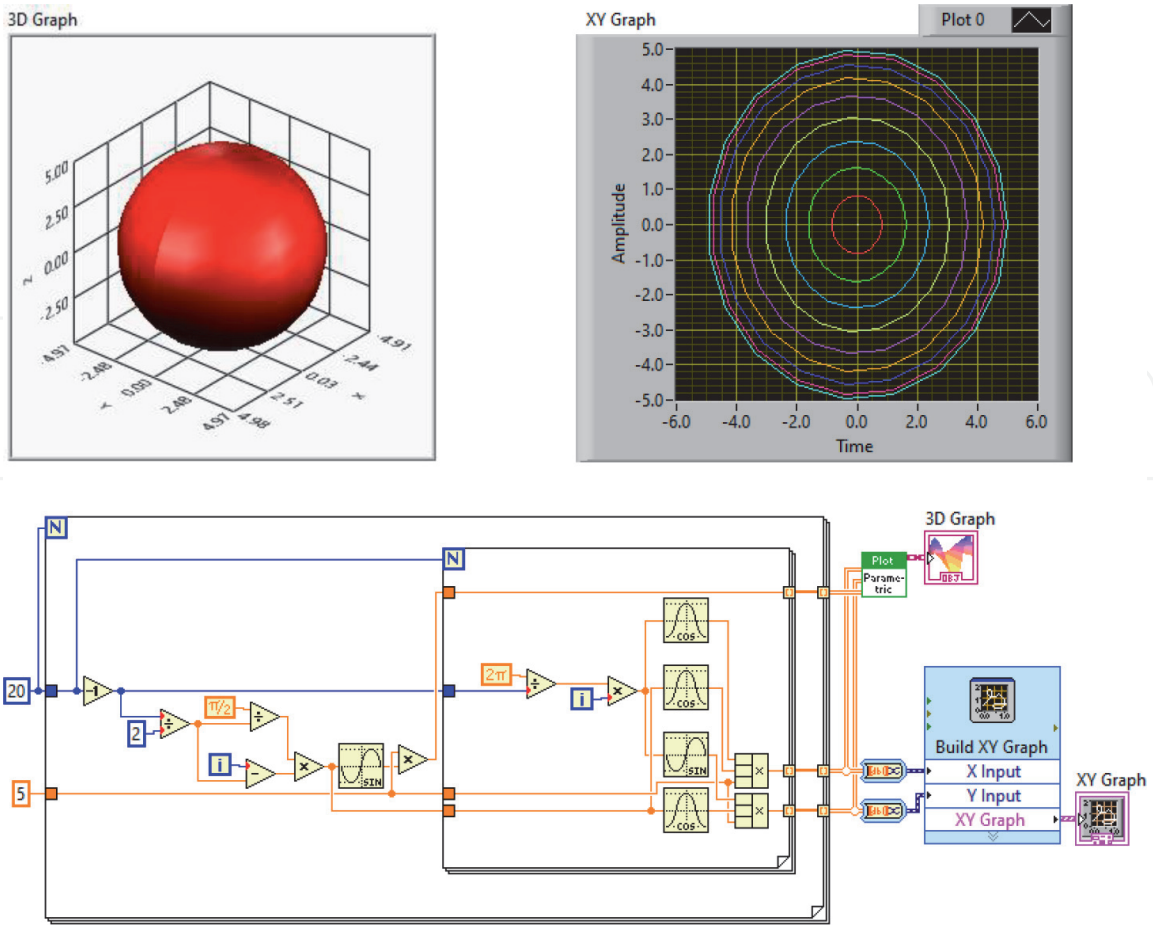 3D Graph
5.00
2.50
0.00
-2.50
z
-4.97
-2.48
0.00
2.48
4.97
Y
4.98
2.51
0.03
-2.44
-4.91
X
XY Graph
Plot 0
5.0
4.0
3.0
2.0
1.0
0.0
-1.0
-2.0
-3.0
-4.0
-5.0
Amplitude
-6.0 -4.0 -2.0 0.0 2.0 4.0 6.0
Time
N
N
20
-1
÷
2
π/2
÷
i
-
×
SIN
×
5
2π
÷
i
×
COS
COS
SIN
COS
×
×
Plot
Parame-
tric
3D Graph
OBJ
Build XY Graph
X Input
Y Input
XY Graph
XY Graph